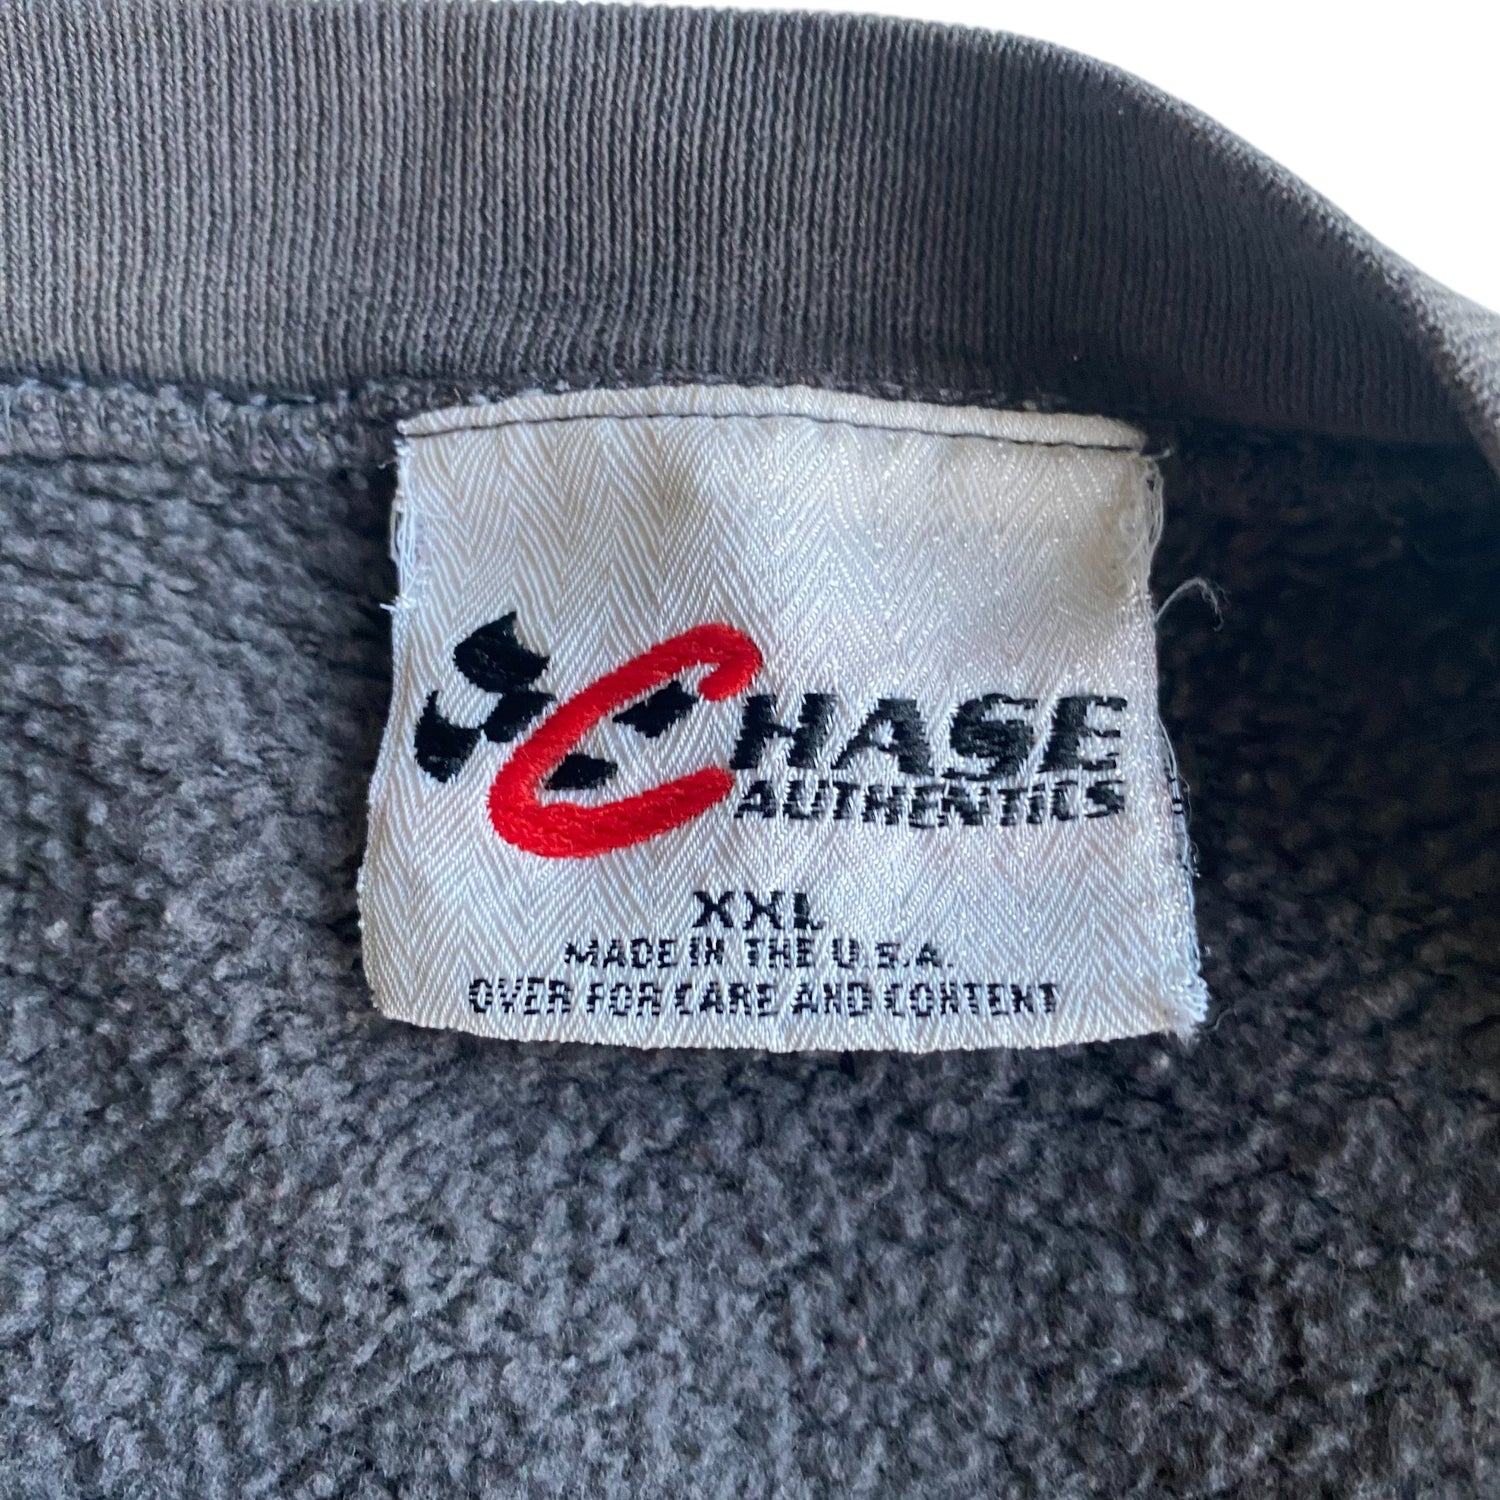 CHASE
AUTHENTICS
XXL
MADE IN THE U.S.A.
OVER FOR CARE AND CONTENT